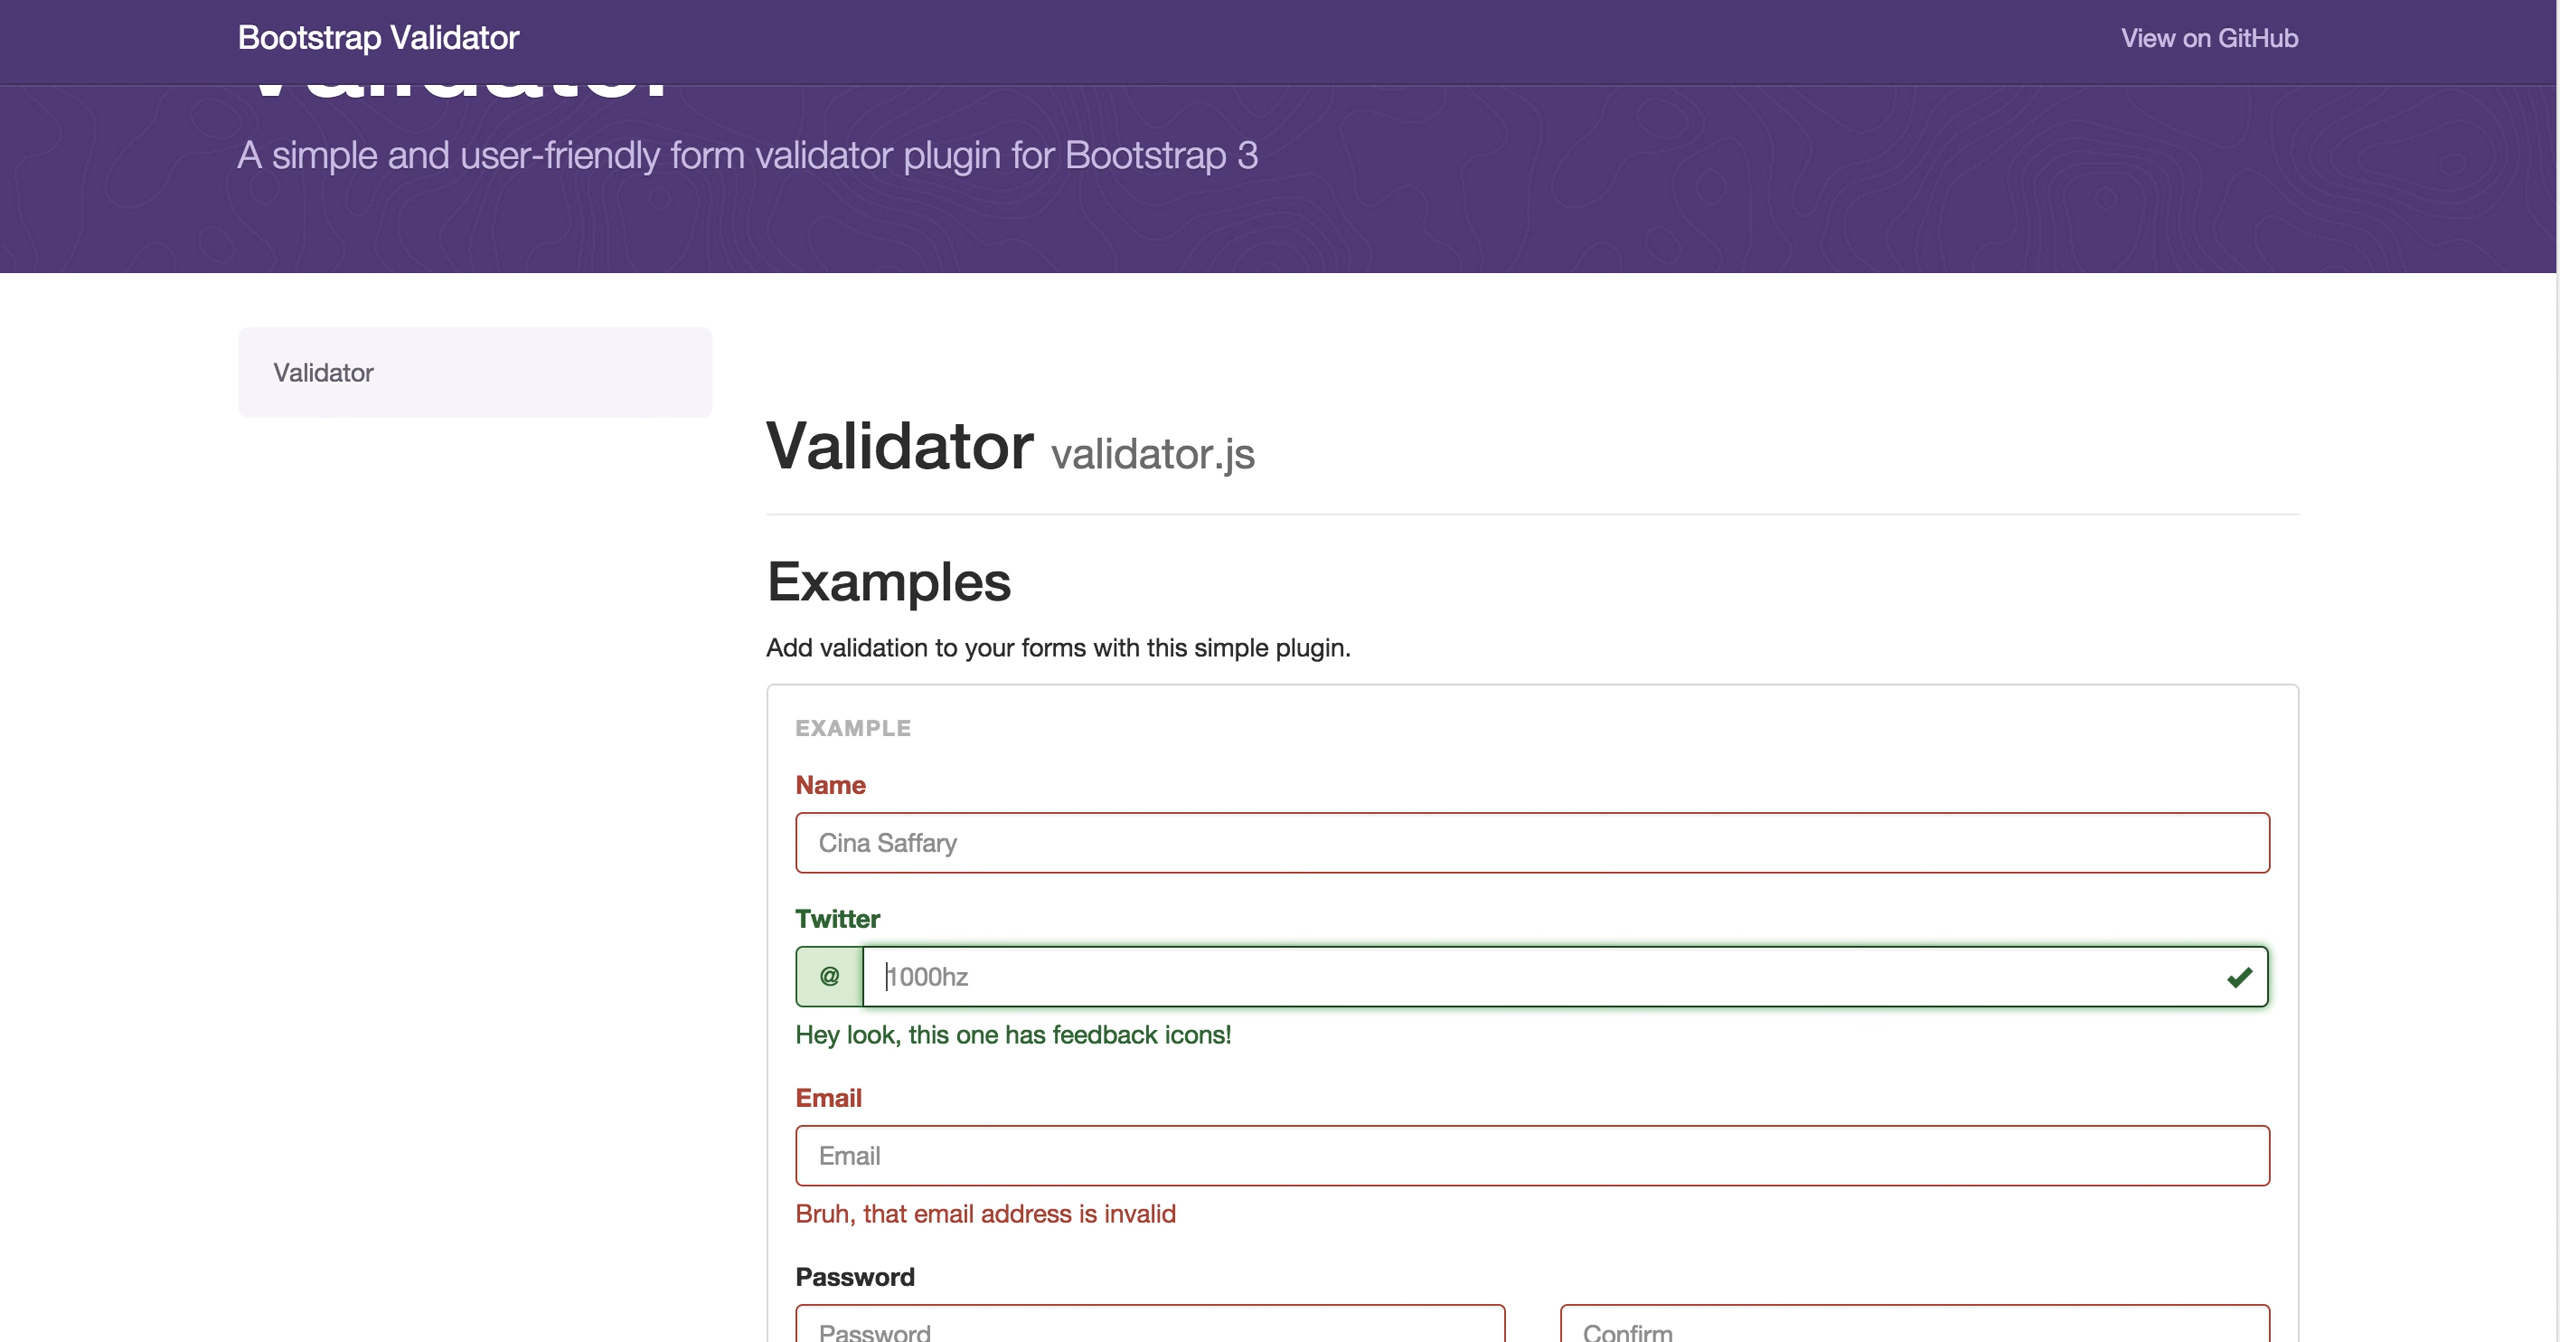 Bootstrap Validator
View on GitHub
Validator
A simple and user-friendly form validator plugin for Bootstrap 3
Validator
Validator validator.js
Examples
Add validation to your forms with this simple plugin.
EXAMPLE
Name
Cina Saffary
Twitter
@ 1000hz
Hey look, this one has feedback icons!
Email
Email
Bruh, that email address is invalid
Password
Password
Confirm